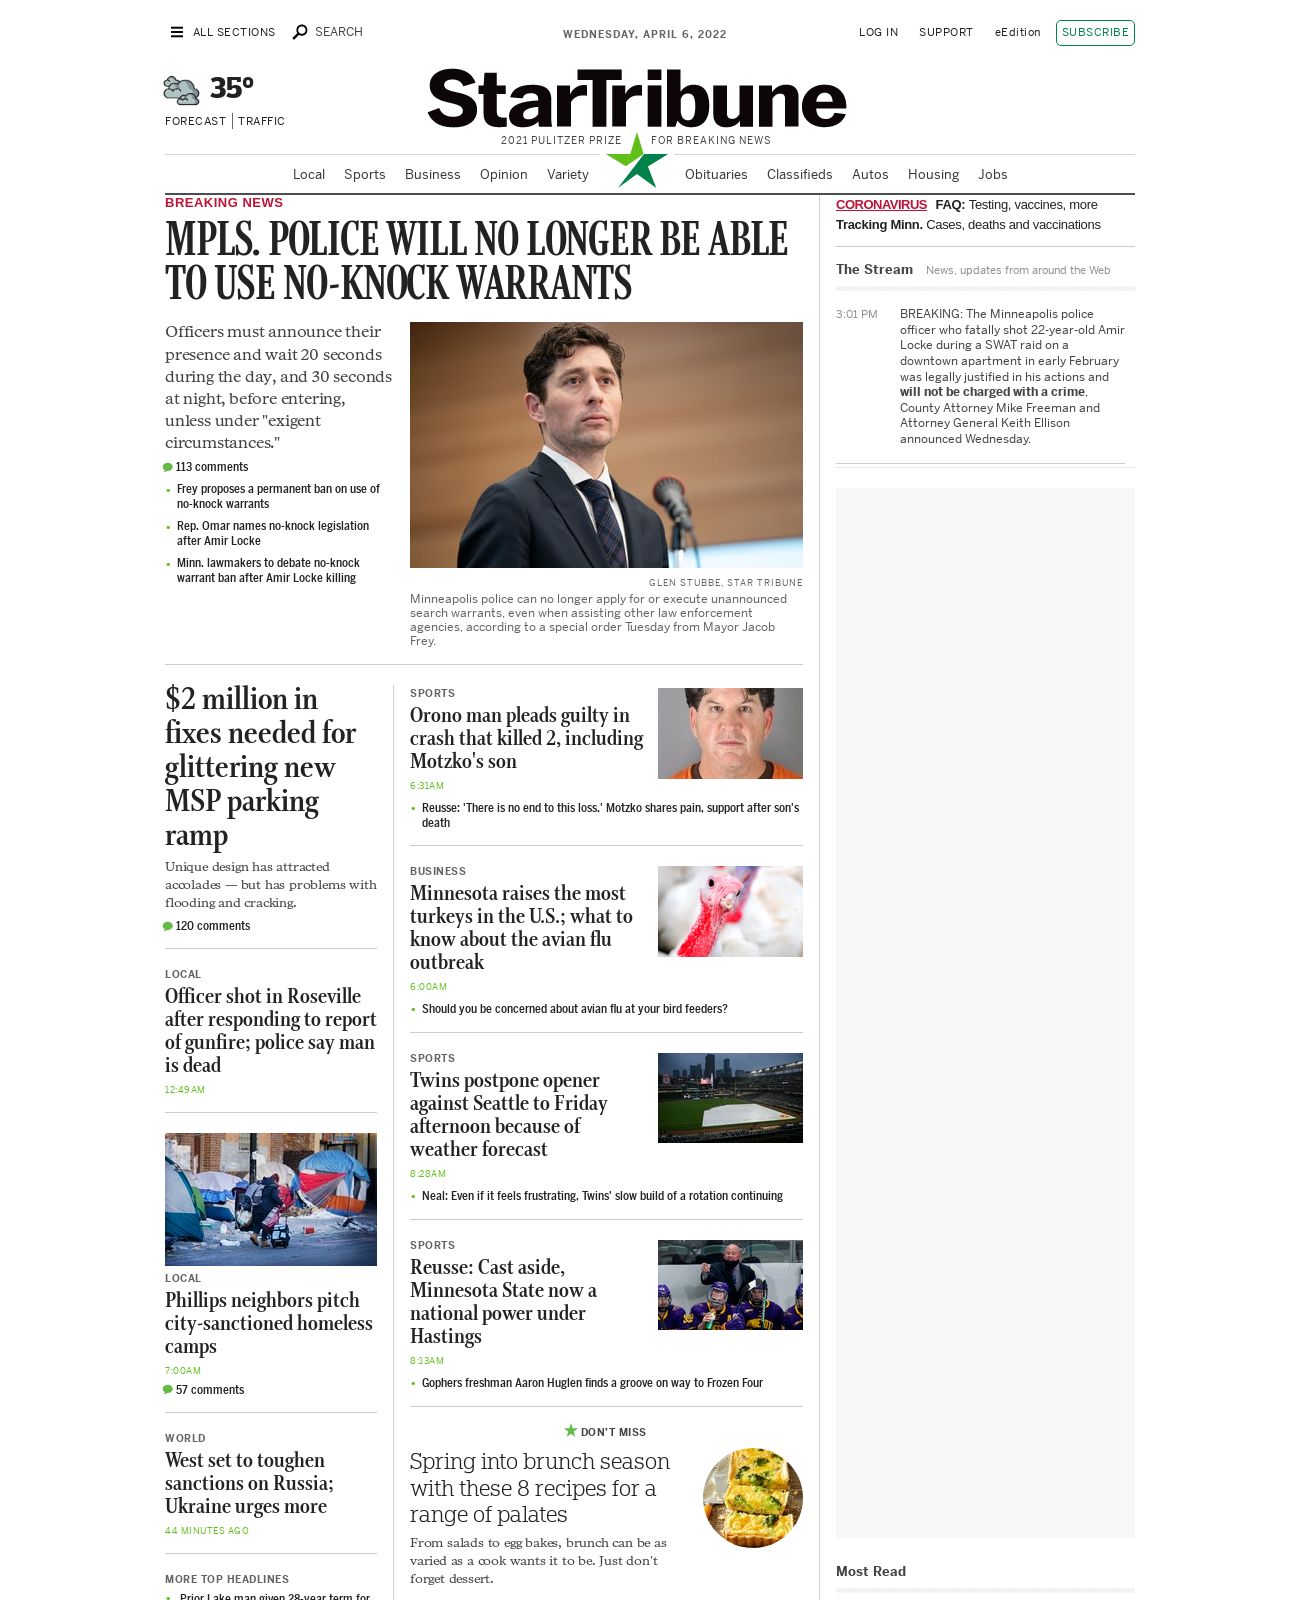 ALL SECTIONS
SEARCH
WEDNESDAY, APRIL 6, 2022
LOG IN
SUPPORT
eEdition
SUBSCRIBE
35º
FORECAST
TRAFFIC
StarTribune
2021 PULITZER PRIZE
FOR BREAKING NEWS
Local
Sports
Business
Opinion
Variety
Obituaries
Classifieds
Autos
Housing
Jobs
BREAKING NEWS
MPLS. POLICE WILL NO LONGER BE ABLE
TO USE NO-KNOCK WARRANTS
Officers must announce their
presence and wait 20 seconds
during the day, and 30 seconds
at night, before entering,
unless under "exigent
circumstances."
113 comments
Frey proposes a permanent ban on use of
no-knock warrants
Rep. Omar names no-knock legislation
after Amir Locke
Minn. lawmakers to debate no-knock
warrant ban after Amir Locke killing
GLEN STUBBE, STAR TRIBUNE
Minneapolis police can no longer apply for or execute unannounced
search warrants, even when assisting other law enforcement
agencies, according to a special order Tuesday from Mayor Jacob
Frey.
$2 million in
fixes needed for
glittering new
MSP parking
ramp
Unique design has attracted
accolades — but has problems with
flooding and cracking.
120 comments
LOCAL
Officer shot in Roseville
after responding to report
of gunfire; police say man
is dead
12:49AM
LOCAL
Phillips neighbors pitch
city-sanctioned homeless
camps
7:00AM
57 comments
WORLD
West set to toughen
sanctions on Russia;
Ukraine urges more
44 MINUTES AGO
MORE TOP HEADLINES
Prior Lake man given 28-year term for
SPORTS
Orono man pleads guilty in
crash that killed 2, including
Motzko's son
6:31AM
Reusse: 'There is no end to this loss.' Motzko shares pain, support after son's
death
BUSINESS
Minnesota raises the most
turkeys in the U.S.; what to
know about the avian flu
outbreak
6:00AM
Should you be concerned about avian flu at your bird feeders?
SPORTS
Twins postpone opener
against Seattle to Friday
afternoon because of
weather forecast
8:28AM
Neal: Even if it feels frustrating, Twins' slow build of a rotation continuing
SPORTS
Reusse: Cast aside,
Minnesota State now a
national power under
Hastings
8:13AM
Gophers freshman Aaron Huglen finds a groove on way to Frozen Four
DON'T MISS
Spring into brunch season
with these 8 recipes for a
range of palates
From salads to egg bakes, brunch can be as
varied as a cook wants it to be. Just don't
forget dessert.
CORONAVIRUS FAQ: Testing, vaccines, more
Tracking Minn. Cases, deaths and vaccinations
The Stream News, updates from around the Web
3:01 PM
BREAKING: The Minneapolis police
officer who fatally shot 22-year-old Amir
Locke during a SWAT raid on a
downtown apartment in early February
was legally justified in his actions and
will not be charged with a crime,
County Attorney Mike Freeman and
Attorney General Keith Ellison
announced Wednesday.
Most Read